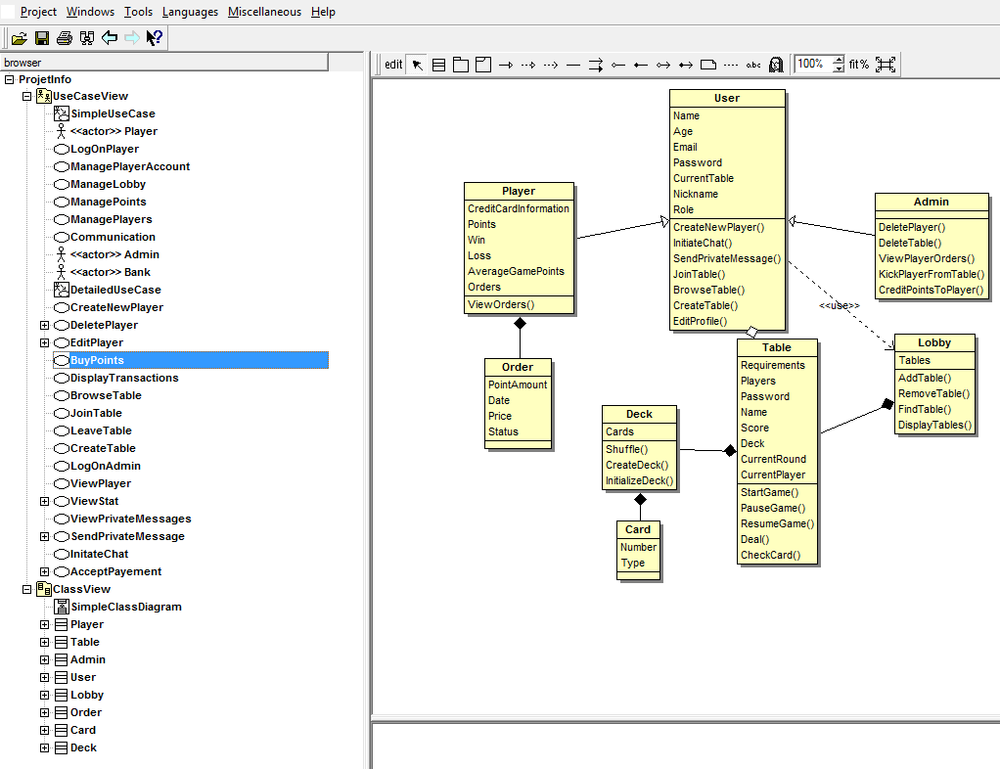 Project Windows Tools Languages Miscellaneous Help
browser
ProjetInfo
UseCaseView
SimpleUseCase
<<actor>> Player
LogOnPlayer
ManagePlayerAccount
ManageLobby
ManagePoints
ManagePlayers
Communication
<<actor>> Admin
<<actor>> Bank
DetailedUseCase
CreateNewPlayer
DeletePlayer
EditPlayer
BuyPoints
DisplayTransactions
BrowseTable
JoinTable
LeaveTable
CreateTable
LogOnAdmin
ViewPlayer
ViewStat
ViewPrivateMessages
SendPrivateMessage
InitateChat
AcceptPayement
ClassView
SimpleClassDiagram
Player
Table
Admin
User
Lobby
Order
Card
Deck
edit abc 100% fit%
User
Name
Age
Email
Password
CurrentTable
Nickname
Role
CreateNewPlayer()
InitiateChat()
SendPrivateMessage()
JoinTable()
BrowseTable()
CreateTable()
EditProfile()
Player
CreditCardInformation
Points
Win
Loss
AverageGamePoints
Orders
ViewOrders()
Admin
DeletePlayer()
DeleteTable()
ViewPlayerOrders()
KickPlayerFromTable()
CreditPointsToPlayer()
<<use>>
Order
PointAmount
Date
Price
Status
Table
Requirements
Players
Password
Name
Score
Deck
CurrentRound
CurrentPlayer
StartGame()
PauseGame()
ResumeGame()
Deal()
CheckCard()
Lobby
Tables
AddTable()
RemoveTable()
FindTable()
DisplayTables()
Deck
Cards
Shuffle()
CreateDeck()
InitializeDeck()
Card
Number
Type